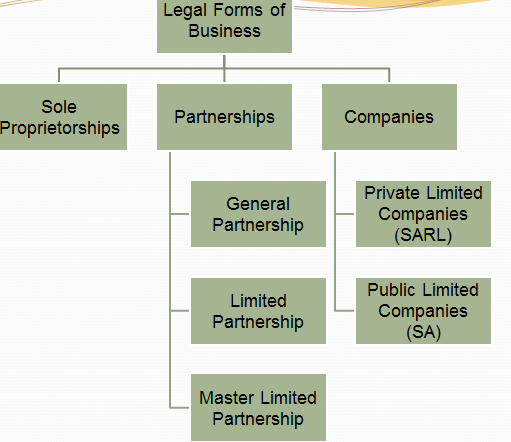 Legal Forms of
Business
Sole
Proprietorships
Partnerships
Companies
General
Partnership
Limited
Partnership
Master Limited
Partnership
Private Limited
Companies
(SARL)
Public Limited
Companies
(SA)